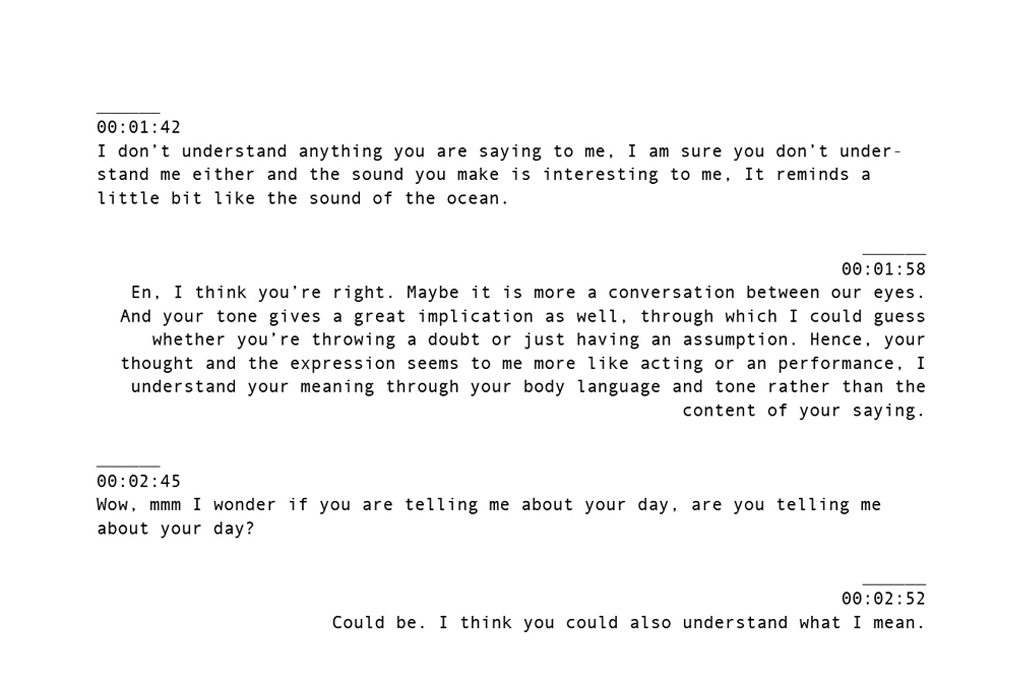 00:01:42
I don’t understand anything you are saying to me, I am sure you don’t under-
stand me either and the sound you make is interesting to me, It reminds a
little bit like the sound of the ocean.
00:01:58
En, I think you’re right. Maybe it is more a conversation between our eyes.
And your tone gives a great implication as well, through which I could guess
whether you’re throwing a doubt or just having an assumption. Hence, your
thought and the expression seems to me more like acting or an performance, I
understand your meaning through your body language and tone rather than the
content of your saying.
00:02:45
Wow, mmm I wonder if you are telling me about your day, are you telling me
about your day?
00:02:52
Could be. I think you could also understand what I mean.